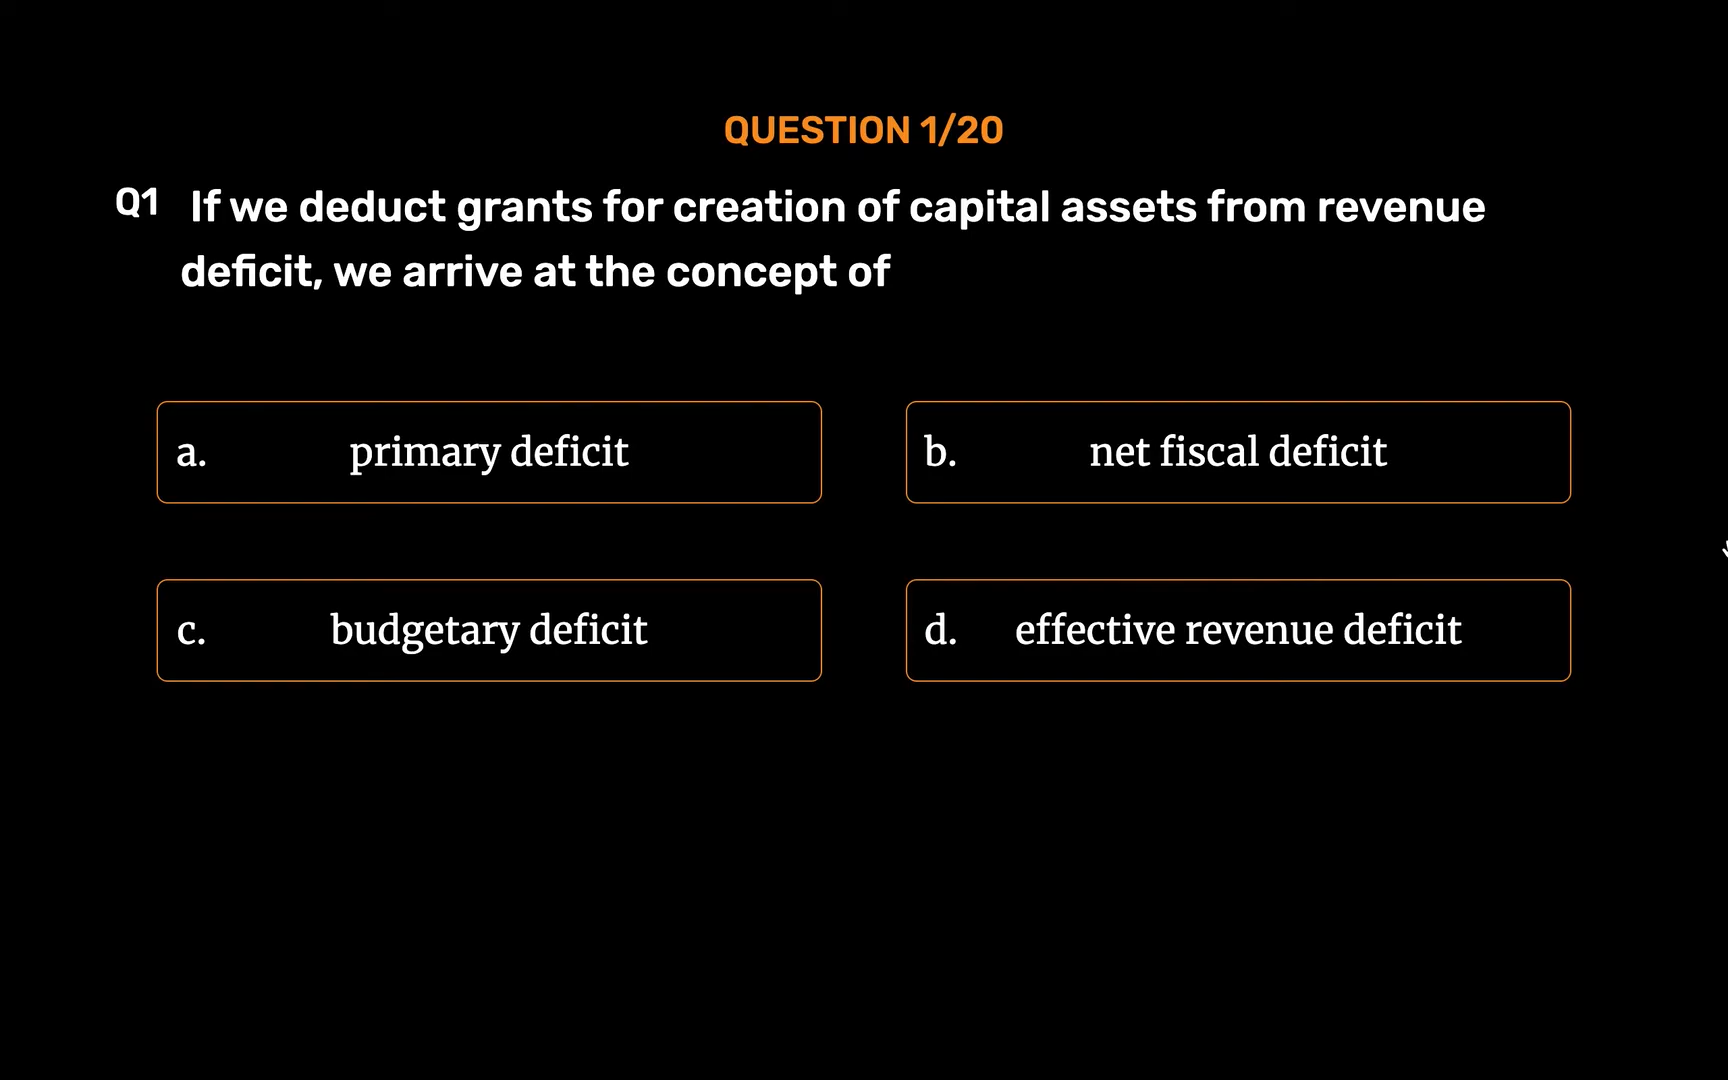 QUESTION 1/20
Q1 If we deduct grants for creation of capital assets from revenue
deficit, we arrive at the concept of
a. primary deficit
b. net fiscal deficit
c. budgetary deficit
d. effective revenue deficit